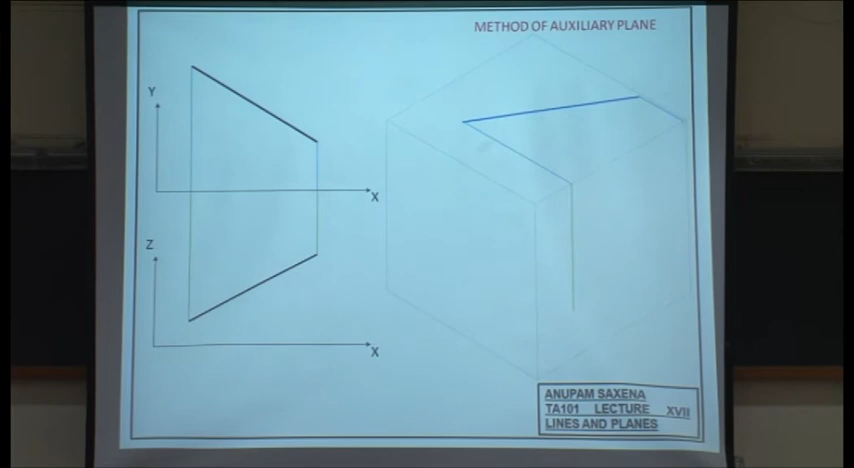 METHOD OF AUXILIARY PLANE
Y
X
Z
X
ANUPAM SAXENA
TA101 LECTURE XVII
LINES AND PLANES